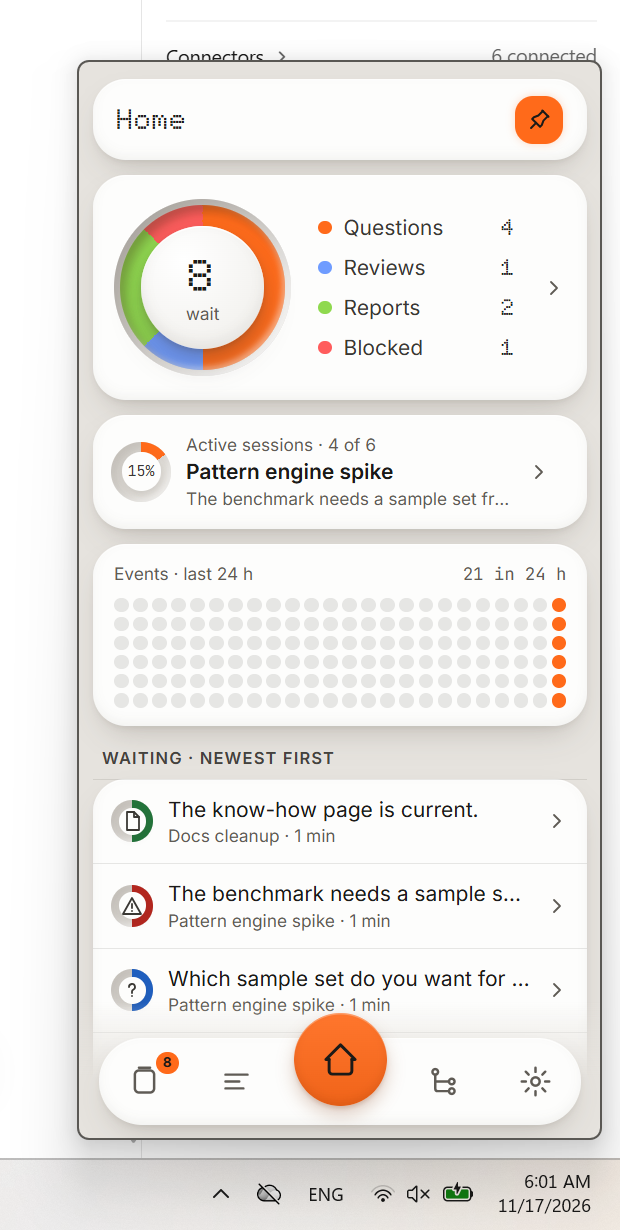 Connectors
6 connected
Home
8
wait
Questions 4
Reviews 1
Reports 2
Blocked 1
15%
Active sessions · 4 of 6
Pattern engine spike
The benchmark needs a sample set fr...
Events · last 24 h
21 in 24 h
WAITING · NEWEST FIRST
The know-how page is current.
Docs cleanup · 1 min
The benchmark needs a sample s...
Pattern engine spike · 1 min
?
Which sample set do you want for ...
Pattern engine spike · 1 min
8
ENG
6:01 AM
11/17/2026